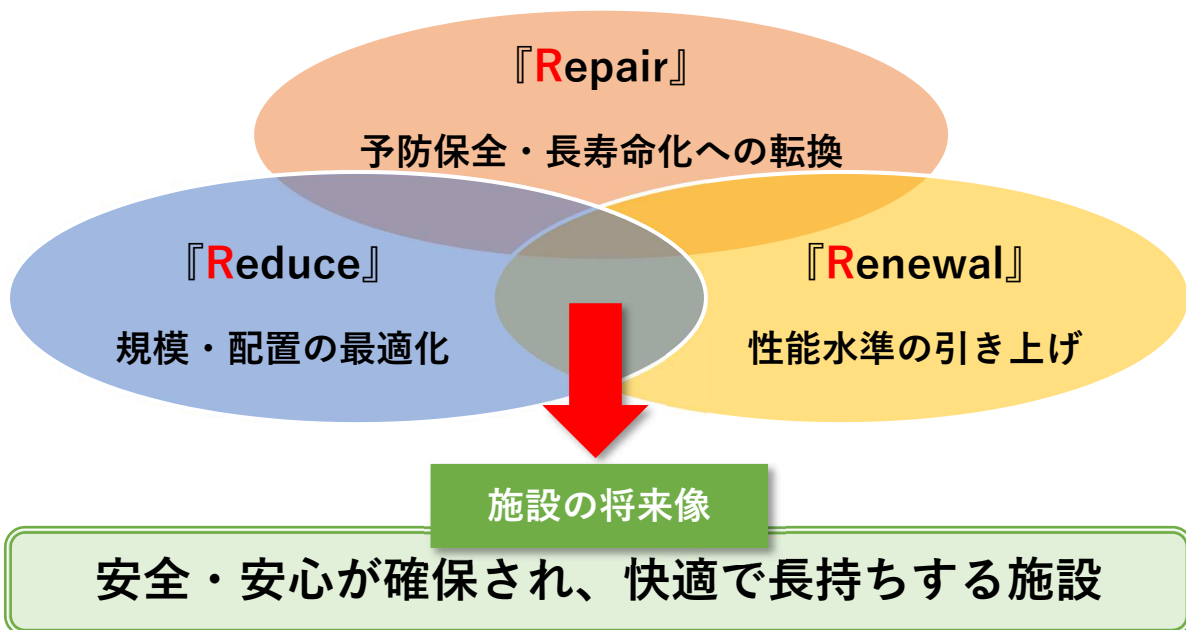 『Repair』
予防保全・長寿命化への転換
『Reduce』
規模・配置の最適化
『Renewal』
性能水準の引き上げ
施設の将来像
安全・安心が確保され、快適で長持ちする施設